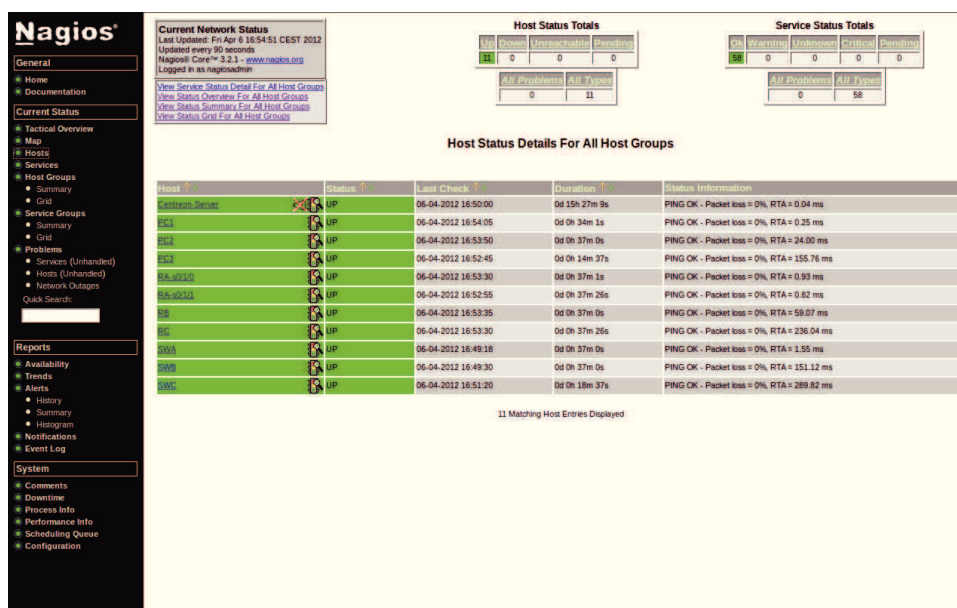 Nagios®
General
Home
Documentation
Current Status
Tactical Overview
Map
Hosts
Services
Host Groups
Summary
Grid
Service Groups
Summary
Grid
Problems
Services (Unhandled)
Hosts (Unhandled)
Network Outages
Quick Search:
Reports
Availability
Trends
Alerts
History
Summary
Histogram
Notifications
Event Log
System
Comments
Downtime
Process Info
Performance Info
Scheduling Queue
Configuration
Current Network Status
Last Updated: Fri Apr 6 16:54:51 CEST 2012
Updated every 90 seconds
Nagios® Core™ 3.2.1 - www.nagios.org
Logged in as nagiosadmin
View Service Status Detail For All Host Groups
View Status Overview For All Host Groups
View Status Summary For All Host Groups
View Status Grid For All Host Groups
Host Status Totals
Up Down Unreachable Pending
11 0 0 0
All Problems All Types
0 11
Service Status Totals
Ok Warning Unknown Critical Pending
58 0 0 0 0
All Problems All Types
0 58
Host Status Details For All Host Groups
Host Status Last Check Duration Status Information
Centreon-Server UP 06-04-2012 16:50:00 0d 15h 27m 9s PING OK - Packet loss = 0%, RTA = 0.04 ms
PC1 UP 06-04-2012 16:54:05 0d 0h 34m 1s PING OK - Packet loss = 0%, RTA = 0.25 ms
PC2 UP 06-04-2012 16:53:50 0d 0h 37m 0s PING OK - Packet loss = 0%, RTA = 24.00 ms
PC3 UP 06-04-2012 16:52:45 0d 0h 14m 37s PING OK - Packet loss = 0%, RTA = 155.76 ms
RA-s0/1/0 UP 06-04-2012 16:53:30 0d 0h 37m 1s PING OK - Packet loss = 0%, RTA = 0.93 ms
RA-s0/1/1 UP 06-04-2012 16:52:55 0d 0h 37m 26s PING OK - Packet loss = 0%, RTA = 0.82 ms
RB UP 06-04-2012 16:53:35 0d 0h 37m 0s PING OK - Packet loss = 0%, RTA = 59.07 ms
RC UP 06-04-2012 16:53:30 0d 0h 37m 26s PING OK - Packet loss = 0%, RTA = 236.04 ms
SWA UP 06-04-2012 16:49:18 0d 0h 37m 0s PING OK - Packet loss = 0%, RTA = 1.55 ms
SWB UP 06-04-2012 16:49:30 0d 0h 37m 0s PING OK - Packet loss = 0%, RTA = 151.12 ms
SWC UP 06-04-2012 16:51:20 0d 0h 18m 37s PING OK - Packet loss = 0%, RTA = 289.82 ms
11 Matching Host Entries Displayed